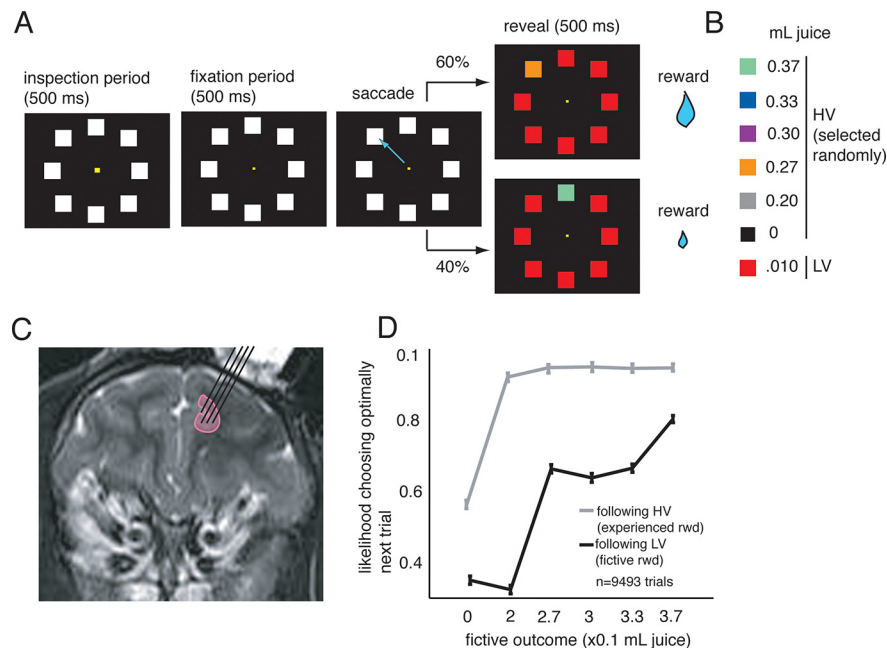 A
inspection period
(500 ms)
fixation period
(500 ms)
saccade
60%
40%
reveal (500 ms)
reward
reward
B
mL juice
0.37
0.33
0.30
0.27
0.20
0
.010
HV
(selected
randomly)
LV
C
D
likelihood choosing optimally
next trial
0.1
0.8
0.6
0.4
following HV
(experienced rwd)
following LV
(fictive rwd)
n=9493 trials
0 2 2.7 3 3.3 3.7
fictive outcome (x0.1 mL juice)